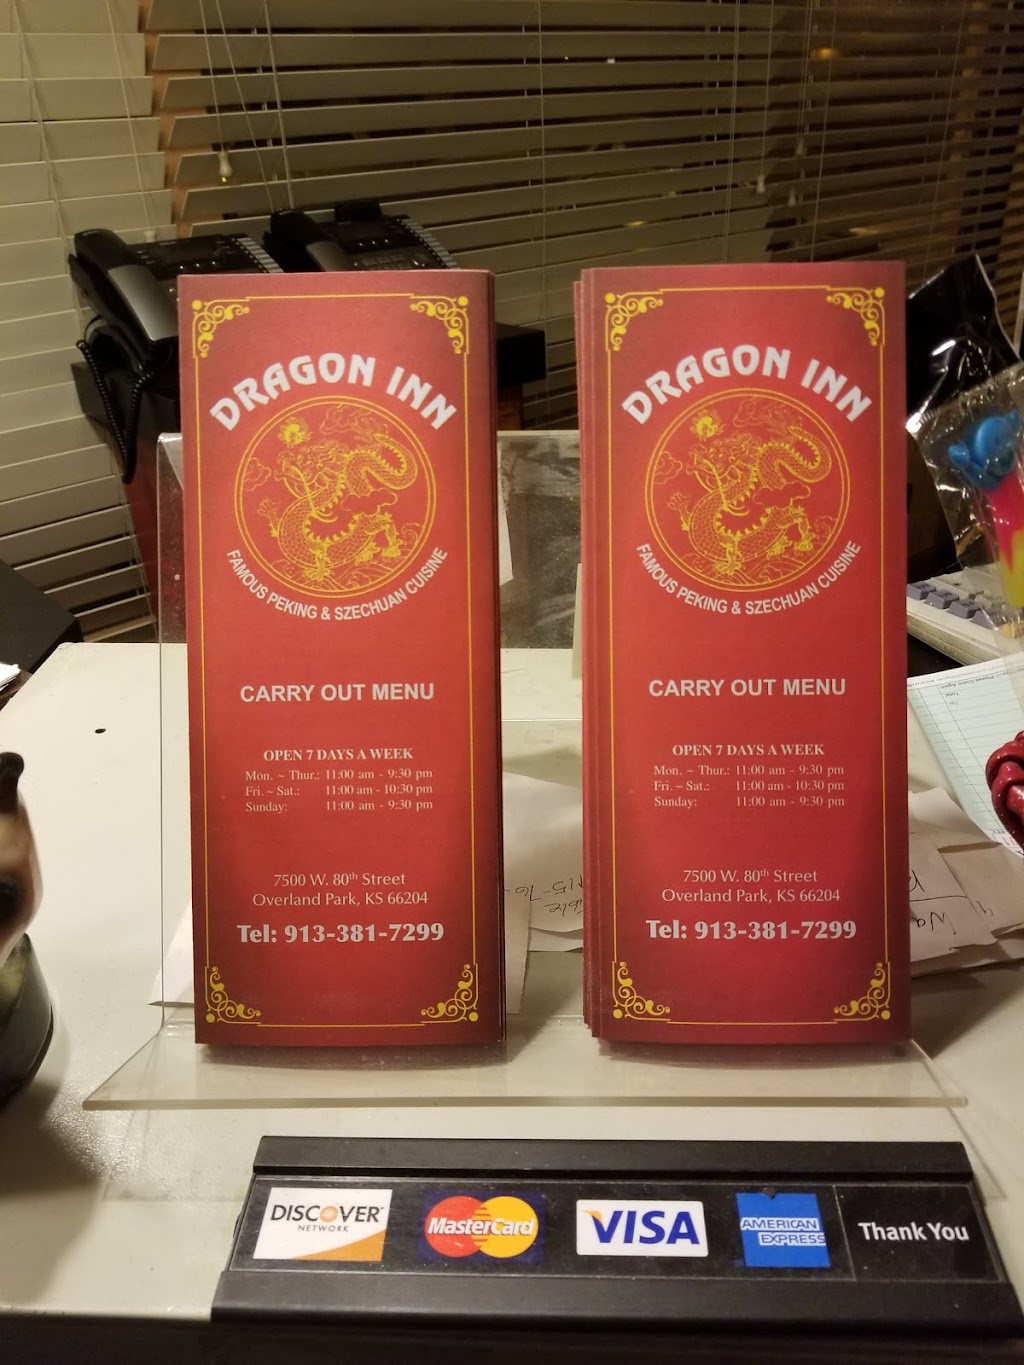 DRAGON INN
FAMOUS PEKING & SZECHUAN CUISINE
CARRY OUT MENU
OPEN 7 DAYS A WEEK
Mon. ~ Thur.: 11:00 am - 9:30 pm
Fri. ~ Sat.: 11:00 am - 10:30 pm
Sunday: 11:00 am - 9:30 pm
7500 W. 80th Street
Overland Park, KS 66204
Tel: 913-381-7299
DRAGON INN
FAMOUS PEKING & SZECHUAN CUISINE
CARRY OUT MENU
OPEN 7 DAYS A WEEK
Mon. ~ Thur.: 11:00 am - 9:30 pm
Fri. ~ Sat.: 11:00 am - 10:30 pm
Sunday: 11:00 am - 9:30 pm
7500 W. 80th Street
Overland Park, KS 66204
Tel: 913-381-7299
DISCOVER
NETWORK
MasterCard
VISA
AMERICAN
EXPRESS
Thank You